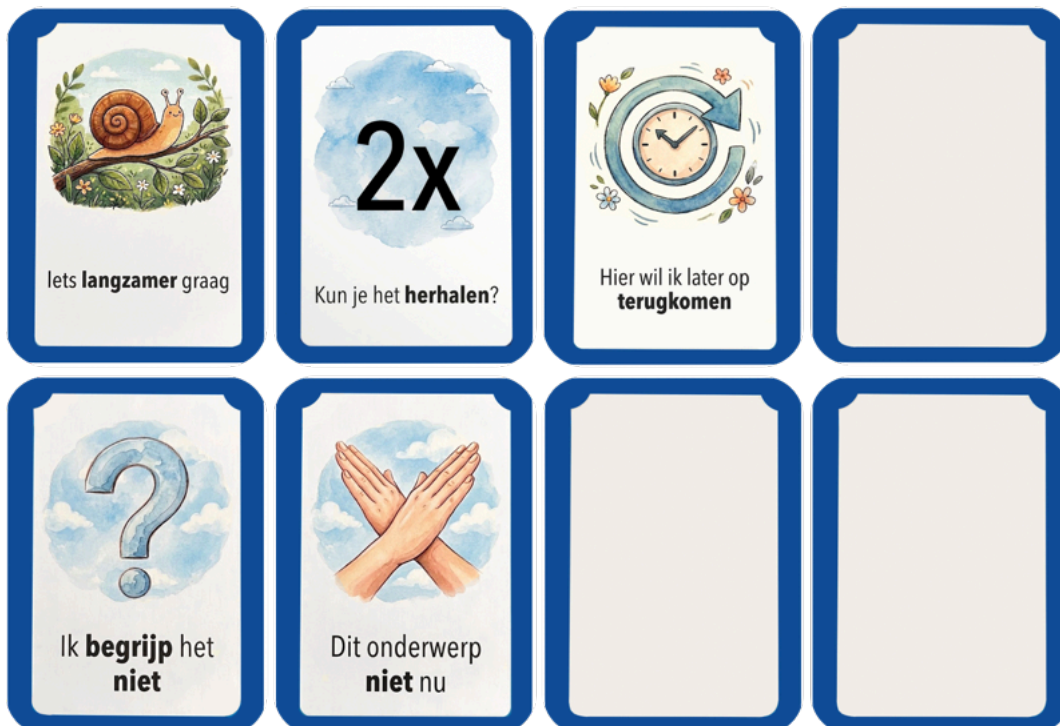 Iets langzamer graag
2x
Kun je het herhalen?
Hier wil ik later op
terugkomen
Ik begrijp het
niet
Dit onderwerp
niet nu